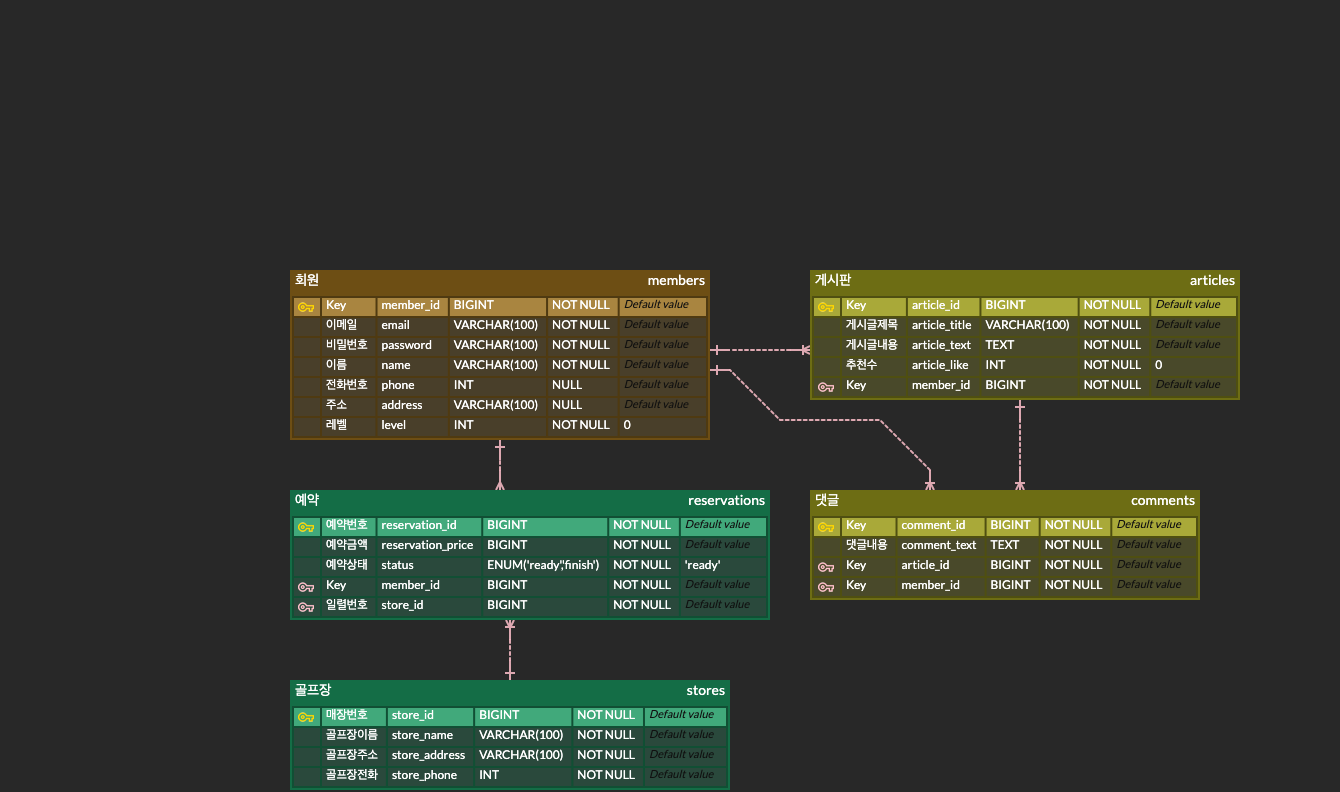 회원 members
Key member_id BIGINT NOT NULL Default value
이메일 email VARCHAR(100) NOT NULL Default value
비밀번호 password VARCHAR(100) NOT NULL Default value
이름 name VARCHAR(100) NOT NULL Default value
전화번호 phone INT NULL Default value
주소 address VARCHAR(100) NULL Default value
레벨 level INT NOT NULL 0
게시판 articles
Key article_id BIGINT NOT NULL Default value
게시글제목 article_title VARCHAR(100) NOT NULL Default value
게시글내용 article_text TEXT NOT NULL Default value
추천수 article_like INT NOT NULL 0
Key member_id BIGINT NOT NULL Default value
예약 reservations
예약번호 reservation_id BIGINT NOT NULL Default value
예약금액 reservation_price BIGINT NOT NULL Default value
예약상태 status ENUM('ready','finish') NOT NULL 'ready'
Key member_id BIGINT NOT NULL Default value
일렬번호 store_id BIGINT NOT NULL Default value
댓글 comments
Key comment_id BIGINT NOT NULL Default value
댓글내용 comment_text TEXT NOT NULL Default value
Key article_id BIGINT NOT NULL Default value
Key member_id BIGINT NOT NULL Default value
골프장 stores
매장번호 store_id BIGINT NOT NULL Default value
골프장이름 store_name VARCHAR(100) NOT NULL Default value
골프장주소 store_address VARCHAR(100) NOT NULL Default value
골프장전화 store_phone INT NOT NULL Default value